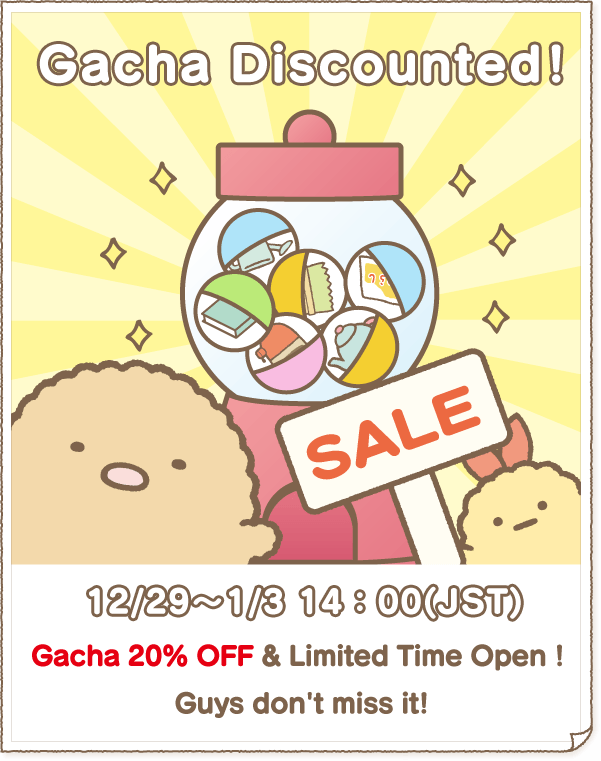 Gacha Discounted!
SALE
12/29～1/3 14：00(JST)
Gacha 20% OFF & Limited Time Open !
Guys don't miss it!